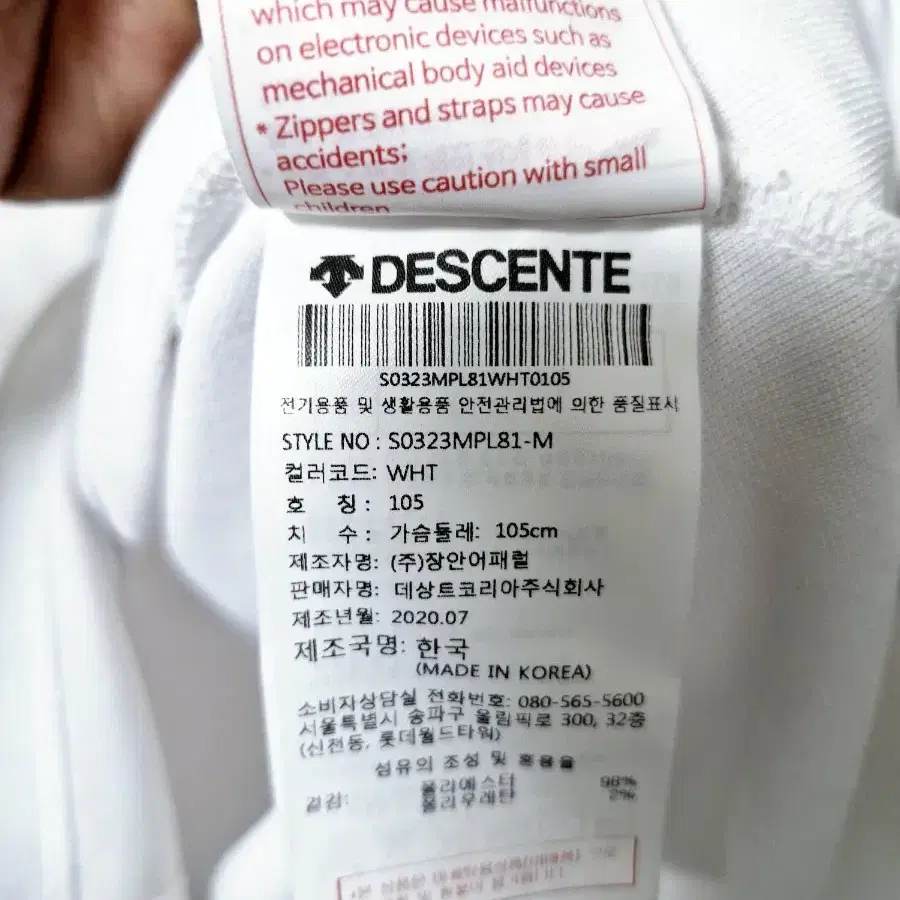 which may cause malfunctions
on electronic devices such as
mechanical body aid devices
* Zippers and straps may cause
accidents;
Please use caution with small
children
DESCENTE
S0323MPL81WHT0105
전기용품 및 생활용품 안전관리법에 의한 품질표시
STYLE NO : S0323MPL81-M
컬러코드: WHT
호 칭 : 105
치 수 : 가슴둘레: 105cm
제조자명: (주)장안어패럴
판매자명: 데상트코리아주식회사
제조년월: 2020.07
제조국명: 한국
(MADE IN KOREA)
소비자상담실 전화번호: 080-565-5600
서울특별시 송파구 올림픽로 300, 32층
(신천동, 롯데월드타워)
섬유의 조성 및 혼용율
겉감: 폴리에스터 98%
폴리우레탄 2%